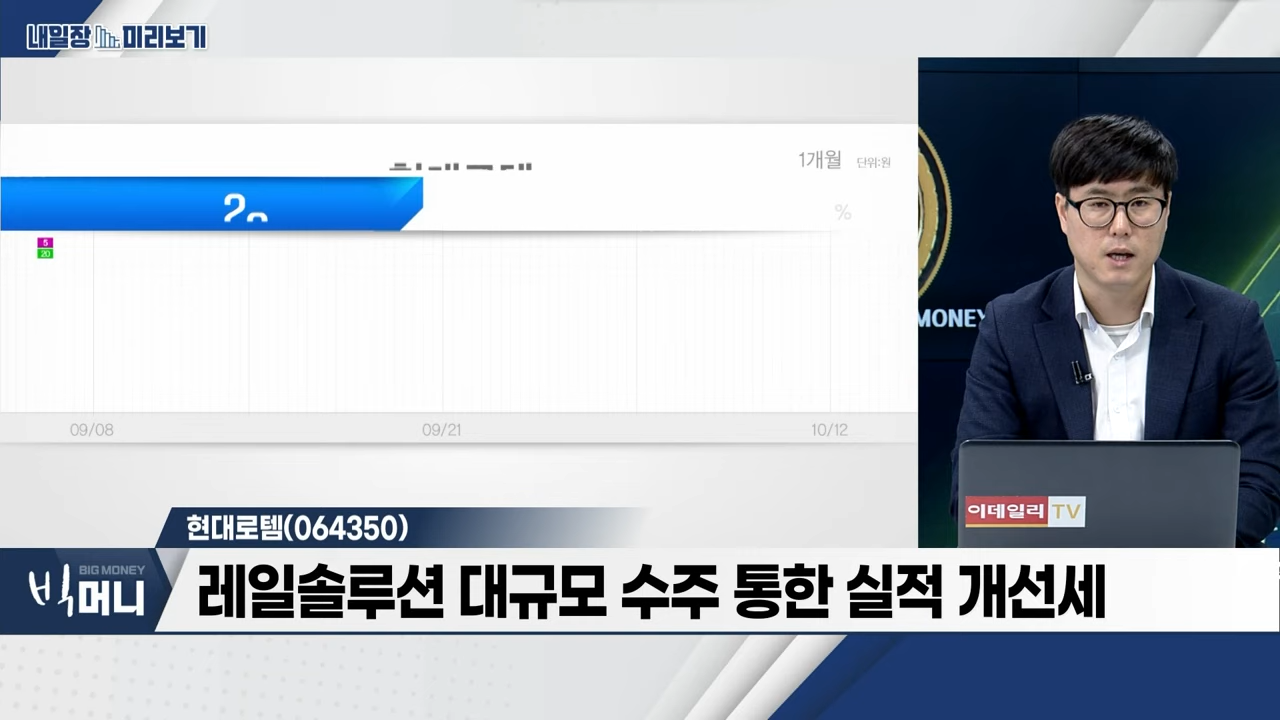 내일장 미리보기
1개월 단위:원
%
5
20
09/08 09/21 10/12
MONEY
이데일리 TV
현대로템(064350)
BIG MONEY
빅머니
레일솔루션 대규모 수주 통한 실적 개선세